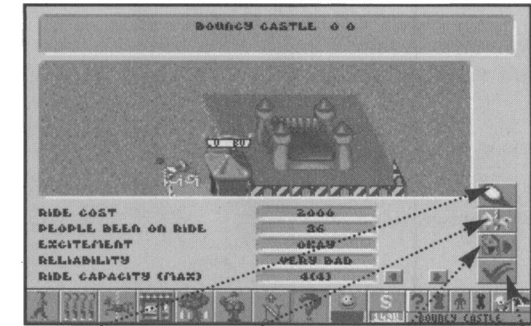 BOUNCY CASTLE 0 0
RIDE COST 2000
PEOPLE BEEN ON RIDE 36
EXCITEMENT OKAY
RELIABILITY VERY BAD
RIDE CAPACITY (MAX) 4(4)
$
BOUNCY CASTLE